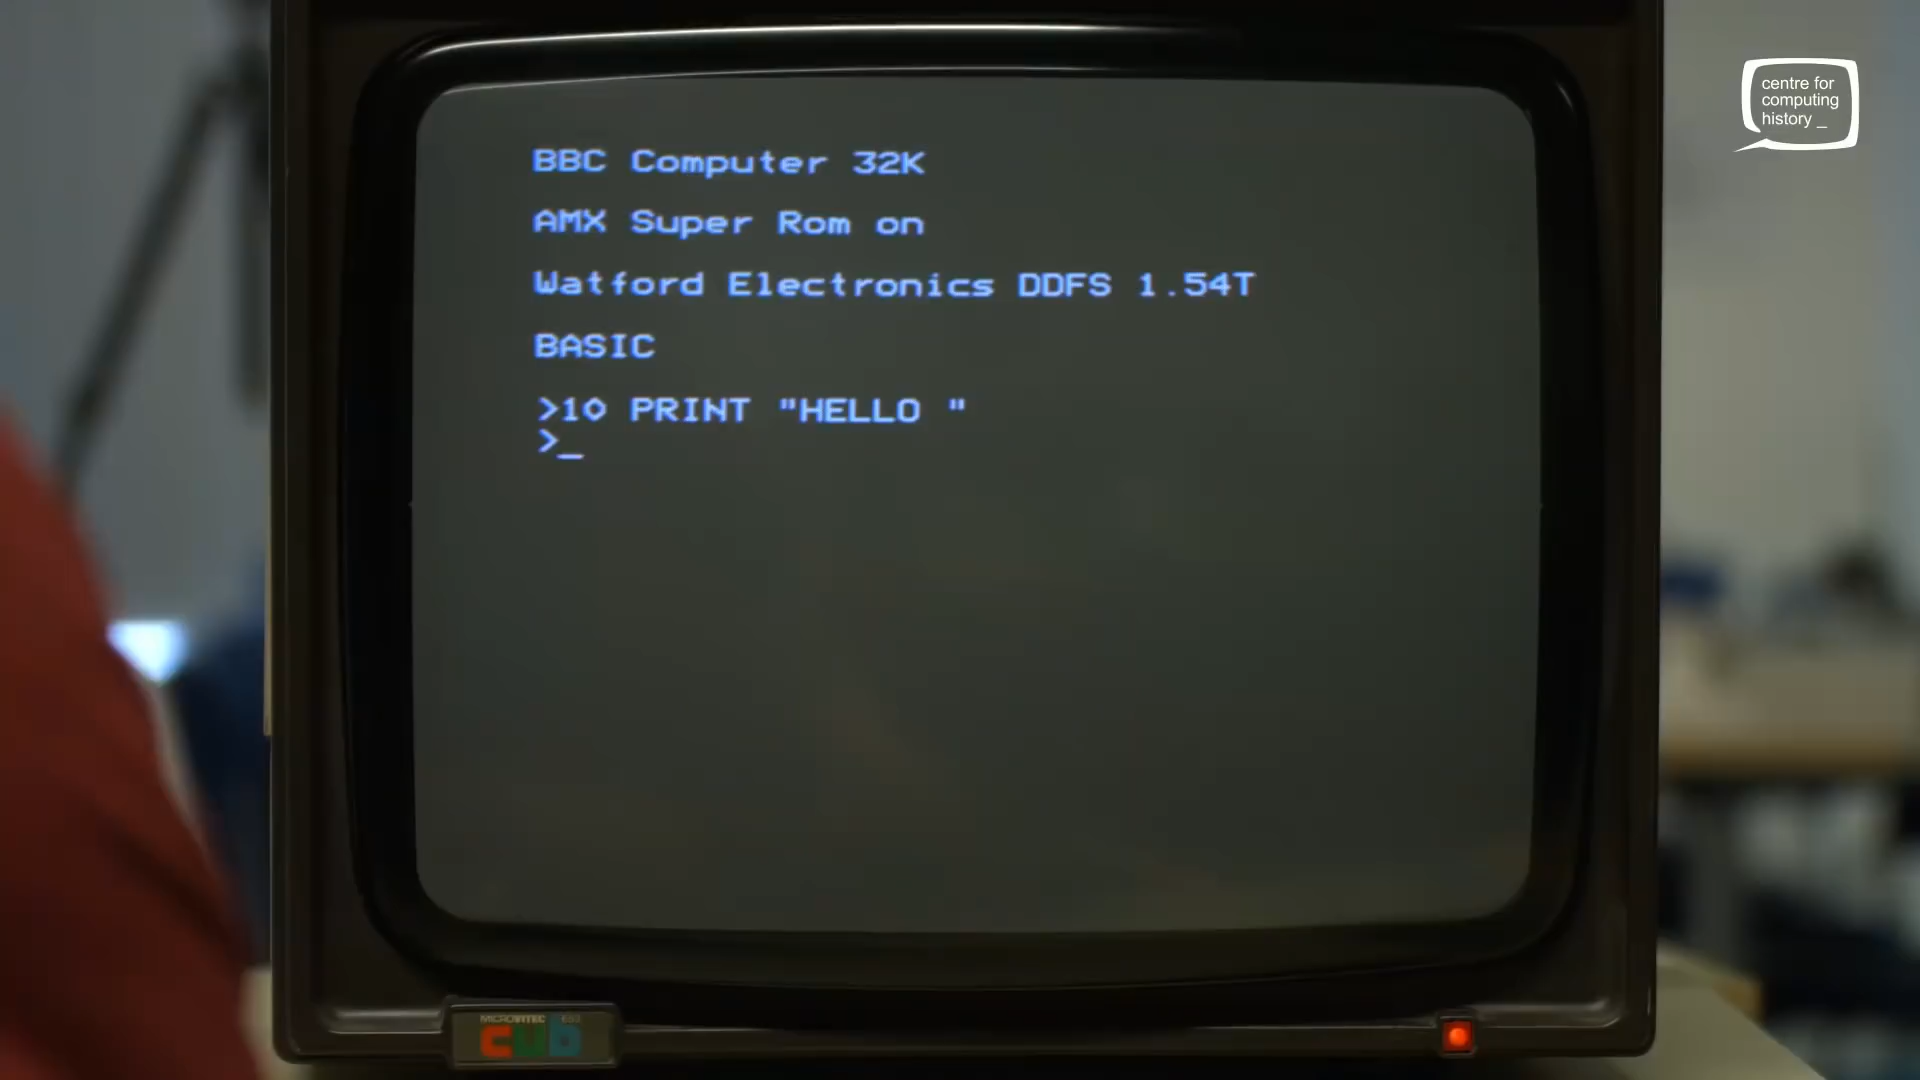 centre for
computing
history _
BBC Computer 32K
AMX Super Rom on
Watford Electronics DDFS 1.54T
BASIC
>10 PRINT "HELLO "
>_
MICROVITEC
cub